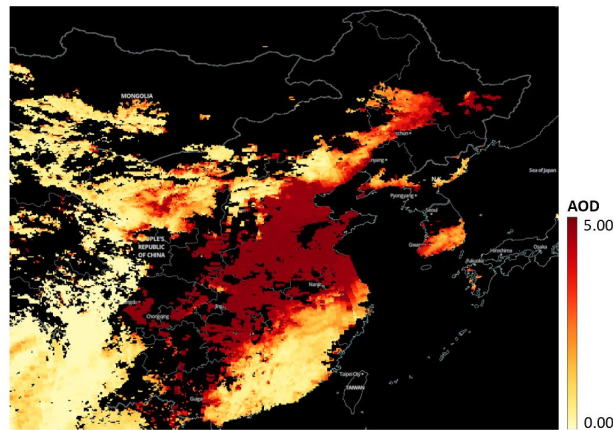 MONGOLIA
Sea of Japan
Pyongyang
Seoul
AOD
5.00
PEOPLE'S
REPUBLIC
OF CHINA
Hiroshima
Osaka
Fukuoka
Chongqing
Taipei City
TAIWAN
0.00